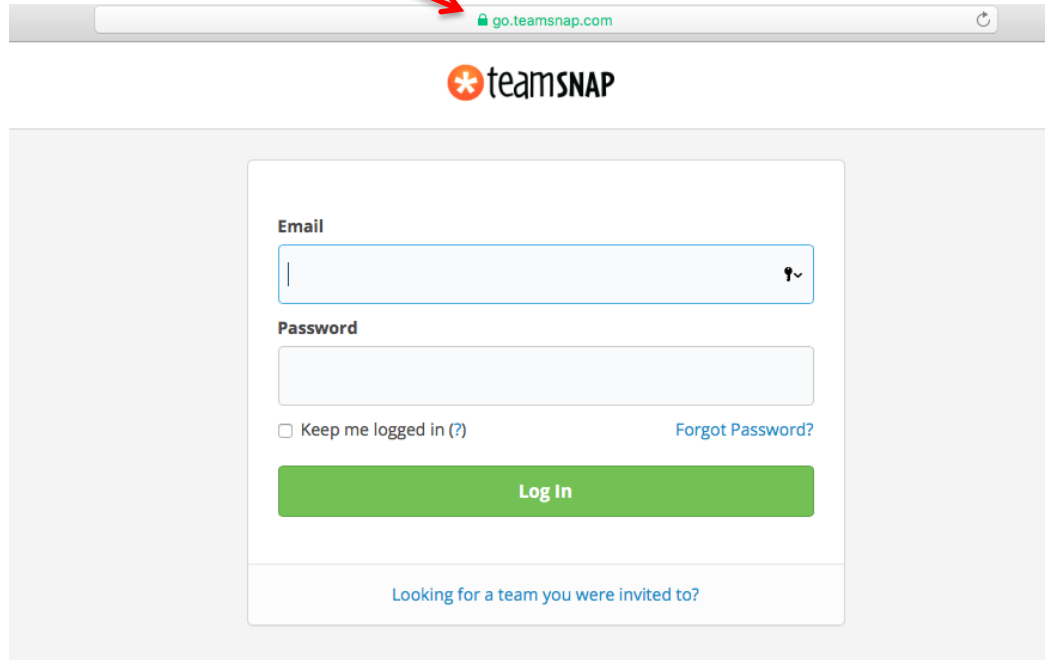 go.teamsnap.com
teamsnap
Email
Password
Keep me logged in (?) Forgot Password?
Log In
Looking for a team you were invited to?